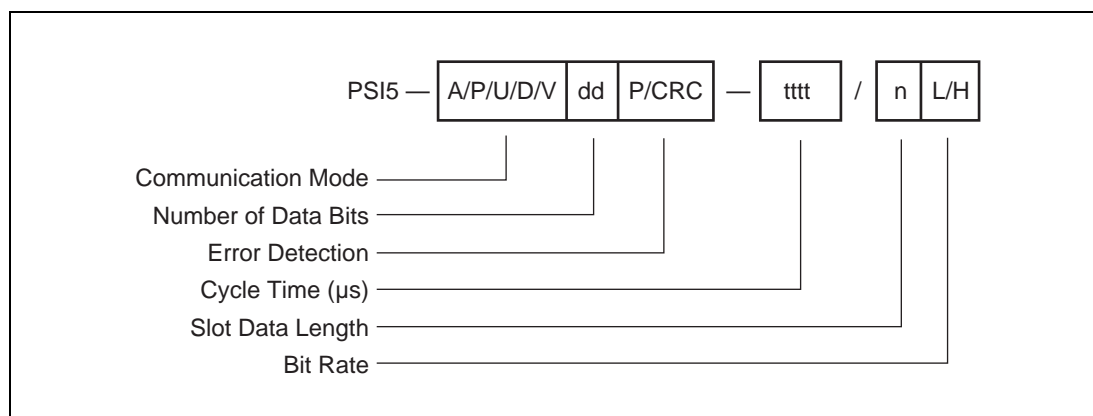 PSI5 — A/P/U/D/V dd P/CRC — tttt / n L/H
Communication Mode
Number of Data Bits
Error Detection
Cycle Time (µs)
Slot Data Length
Bit Rate